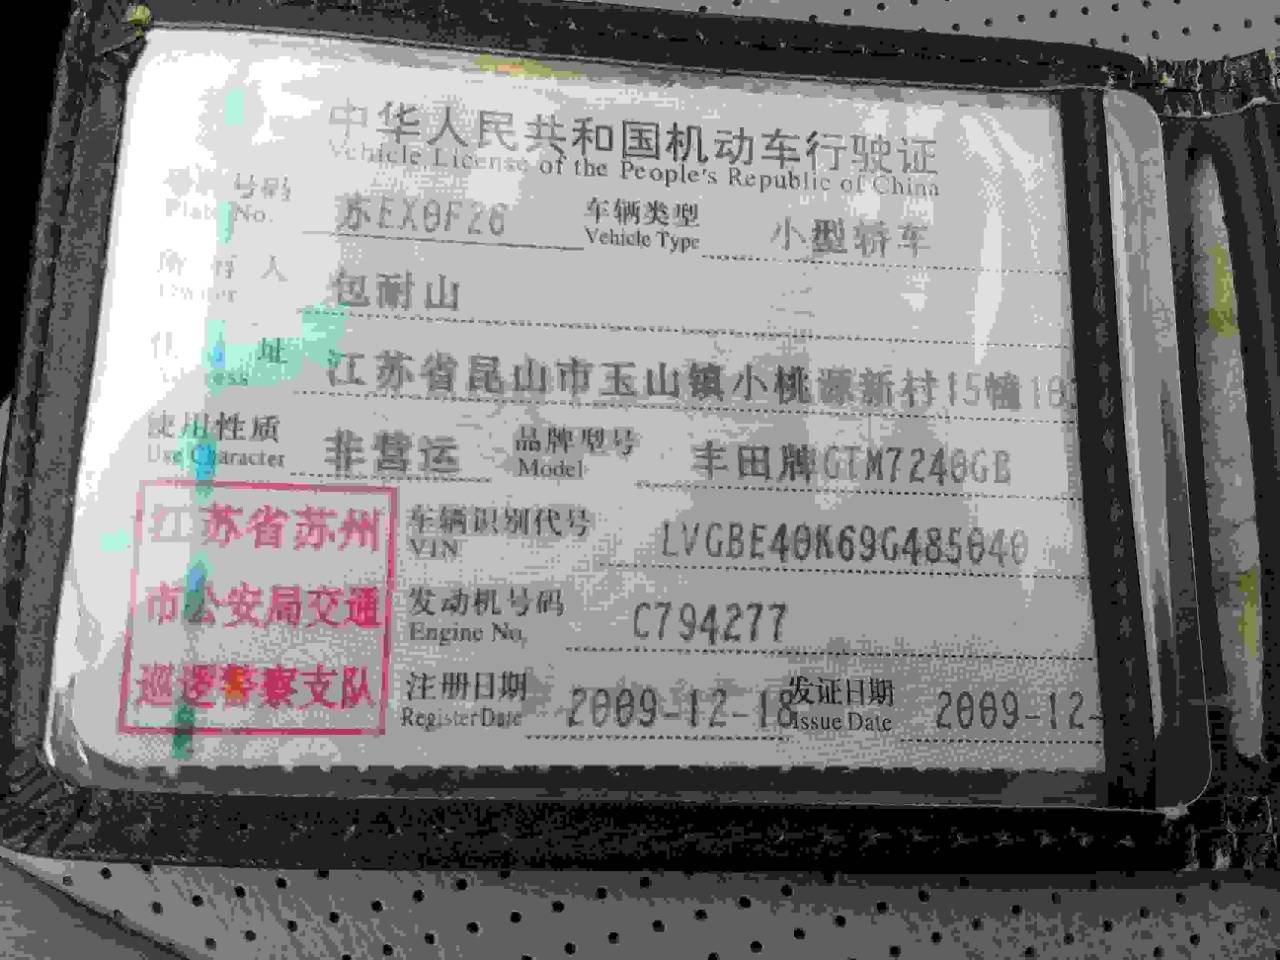 中华人民共和国机动车行驶证
Vehicle License of the People's Republic of China
号码 苏EX0F26 车辆类型 小型轿车
Plate No. Vehicle Type
所有人 包耐山
Owner
住址 江苏省昆山市玉山镇小桃源新村15幢10
使用性质 非营运 品牌型号 丰田牌GTM7240GB
Use Character Model
江苏省苏州
市公安局交通
巡逻警察支队
车辆识别代号 LVGBE40K69G485040
VIN
发动机号码 C794277
Engine No.
注册日期 2009-12-18 发证日期 2009-12-
Register Date Issue Date